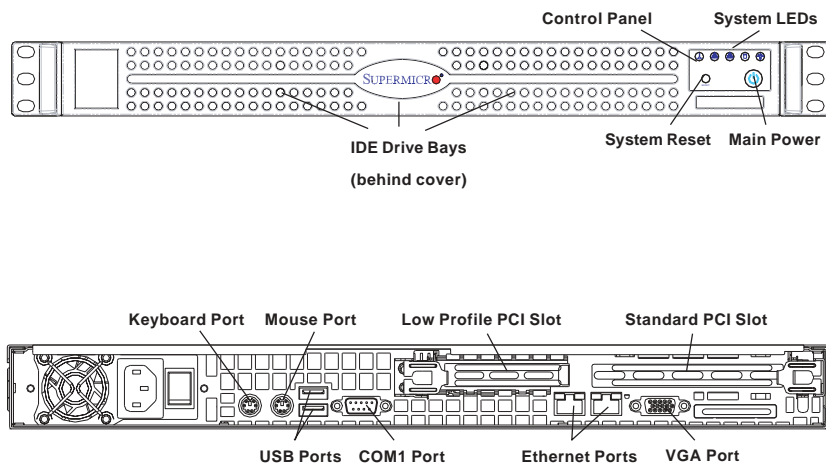 Control Panel
System LEDs
SUPERMICRO
IDE Drive Bays
(behind cover)
System Reset
Main Power
Keyboard Port
Mouse Port
Low Profile PCI Slot
Standard PCI Slot
USB Ports
COM1 Port
Ethernet Ports
VGA Port